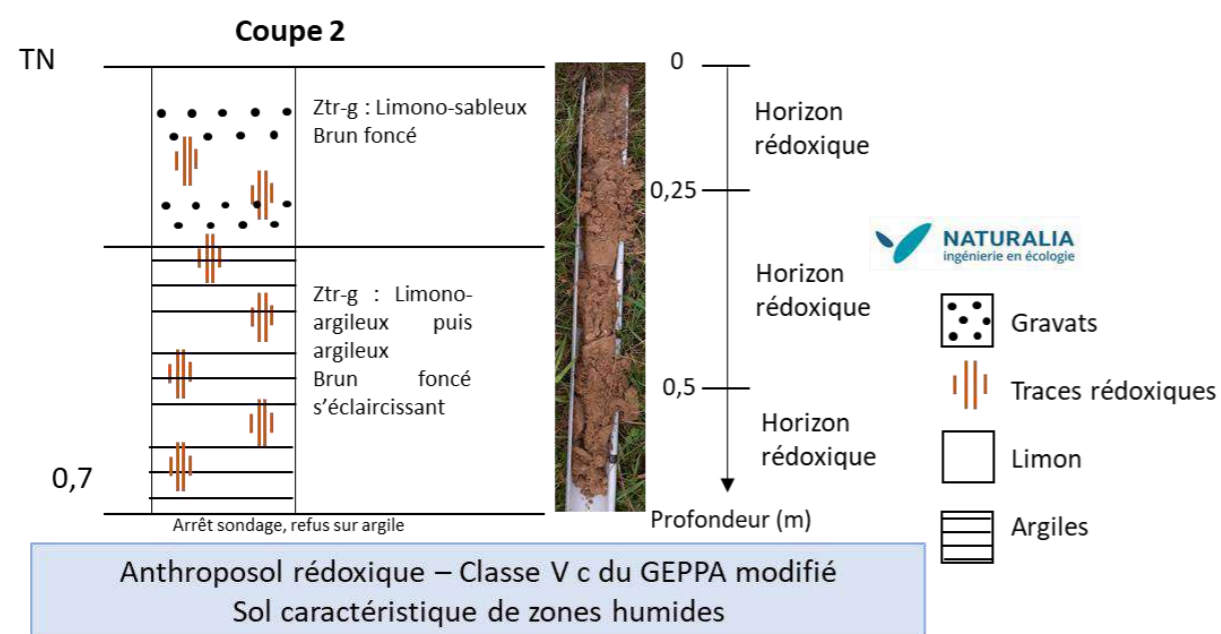 Coupe 2
TN
Ztr-g : Limono-sableux
Brun foncé
Ztr-g : Limono-
argileux puis
argileux
Brun foncé
s'éclaircissant
0,7
Arrêt sondage, refus sur argile
0
Horizon
rédoxique
0,25
Horizon
rédoxique
0,5
Horizon
rédoxique
Profondeur (m)
NATURALIA
ingénierie en écologie
Gravats
Traces rédoxiques
Limon
Argiles
Anthroposol rédoxique – Classe V c du GEPPA modifié
Sol caractéristique de zones humides